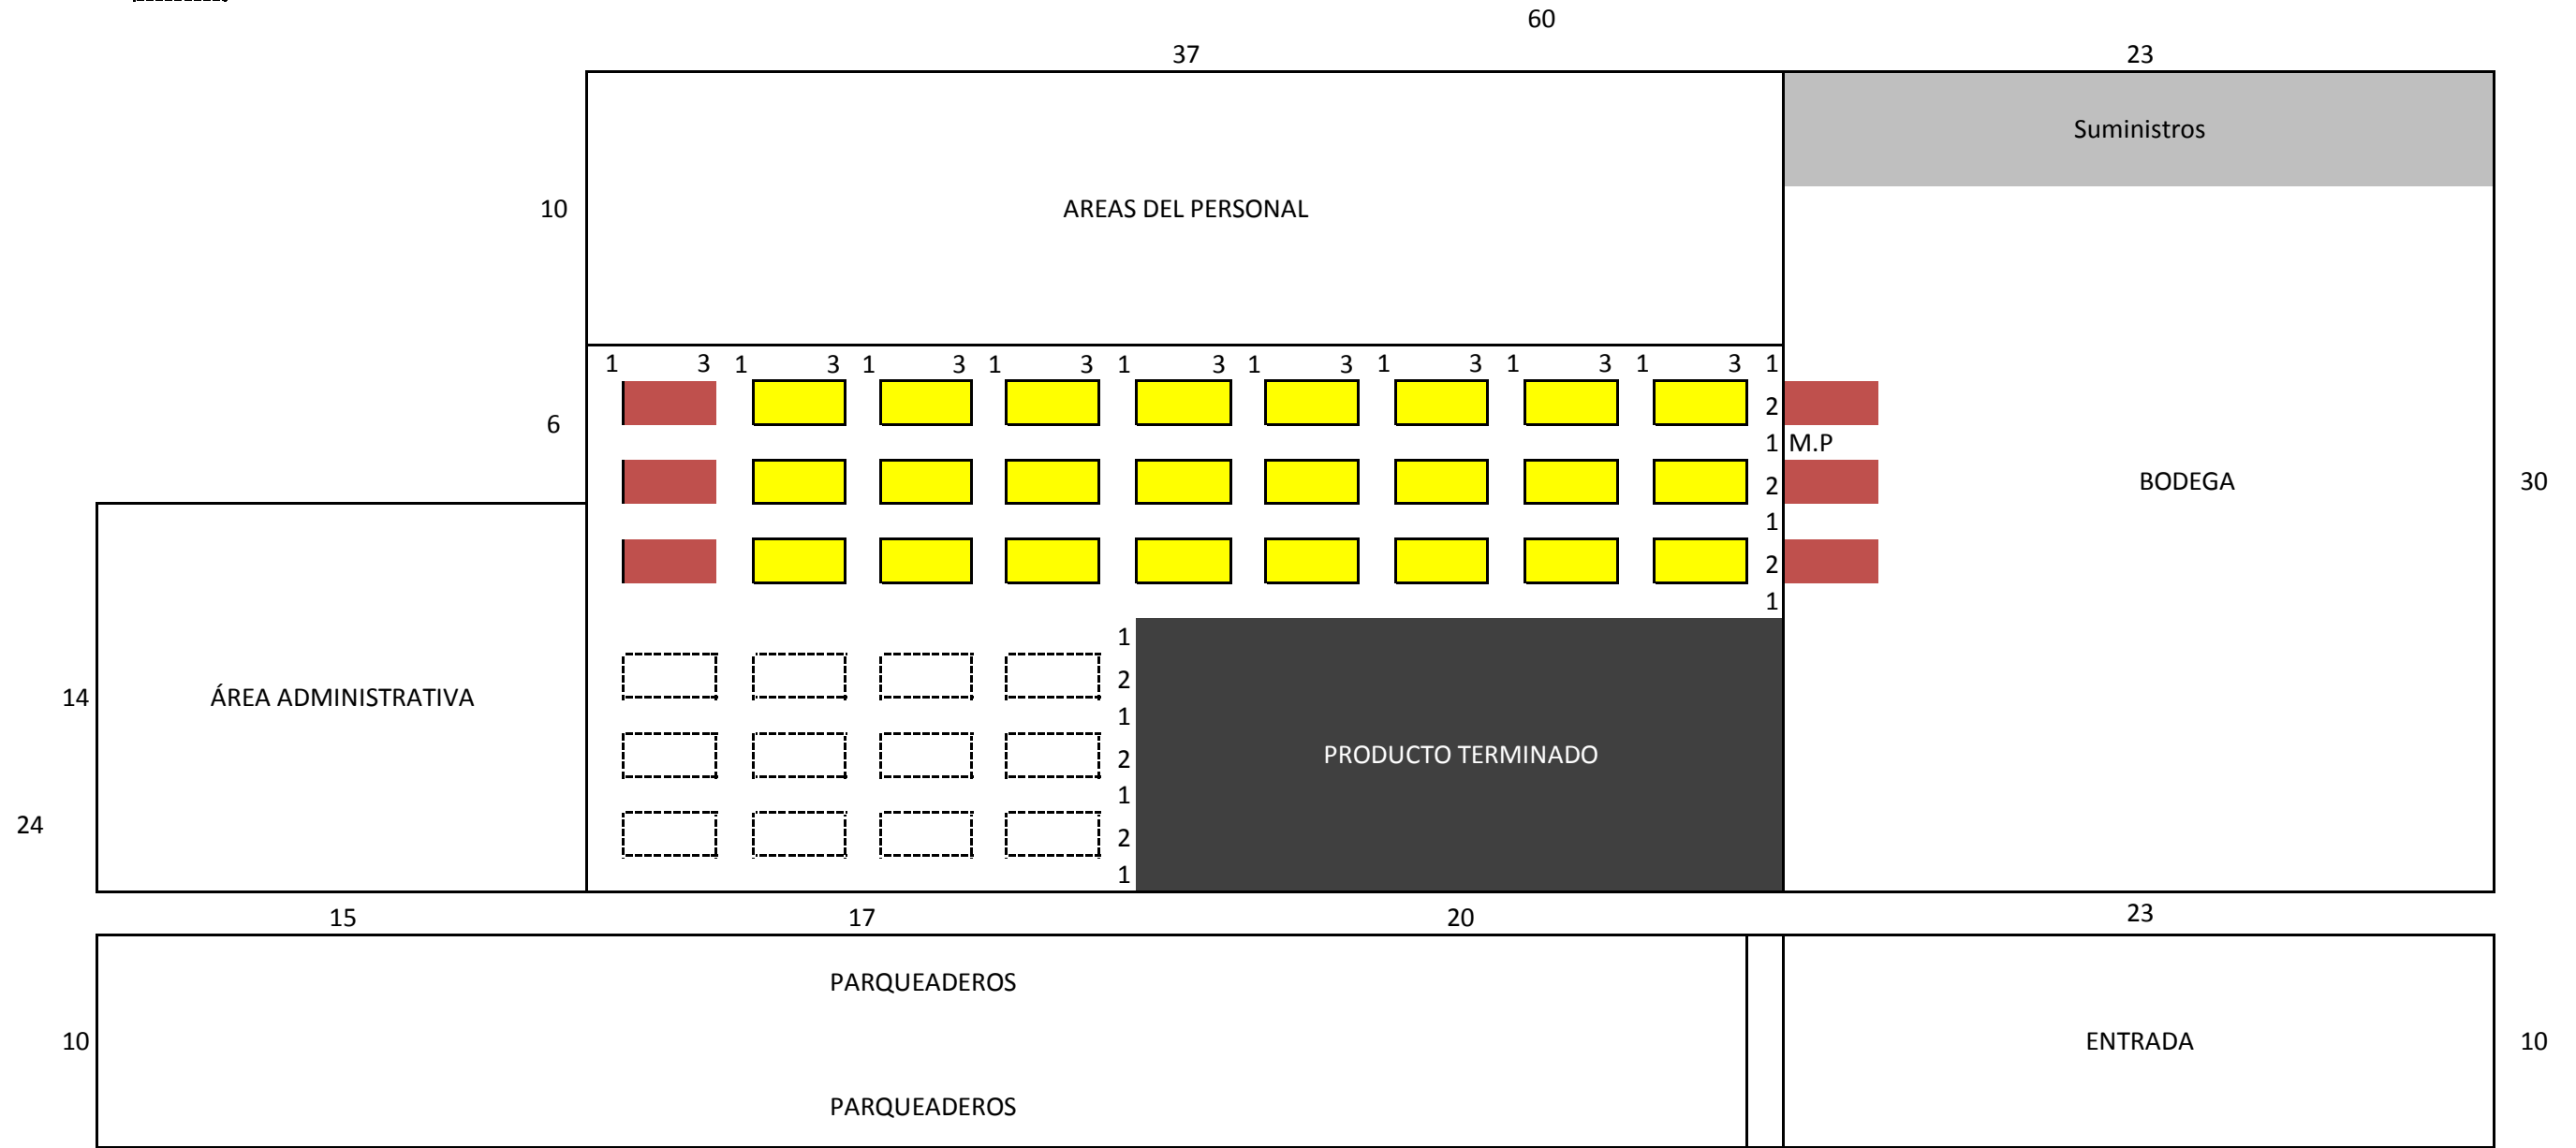 60
37 23
Suministros
10 AREAS DEL PERSONAL
1 3 1 3 1 3 1 3 1 3 1 3 1 3 1 3 1 3 1
2
6
1 M.P
2 BODEGA 30
1
2
1
1
2
14 ÁREA ADMINISTRATIVA
1
2 PRODUCTO TERMINADO
1
24
2
1
15 17 20 23
PARQUEADEROS
10 ENTRADA 10
PARQUEADEROS